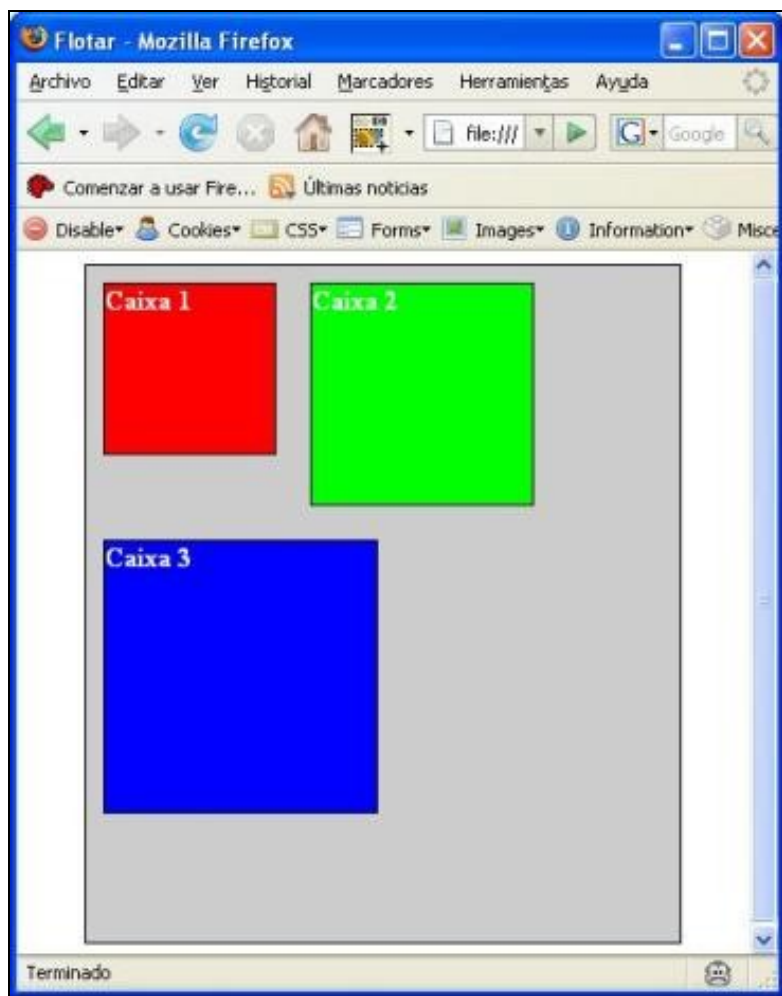 Flotar - Mozilla Firefox
Archivo Editar Ver Historial Marcadores Herramientas Ayuda
file:/// G Google
Comenzar a usar Fire... Últimas noticias
Disable Cookies CSS Forms Images Information Misce
Caixa 1 Caixa 2
Caixa 3
Terminado